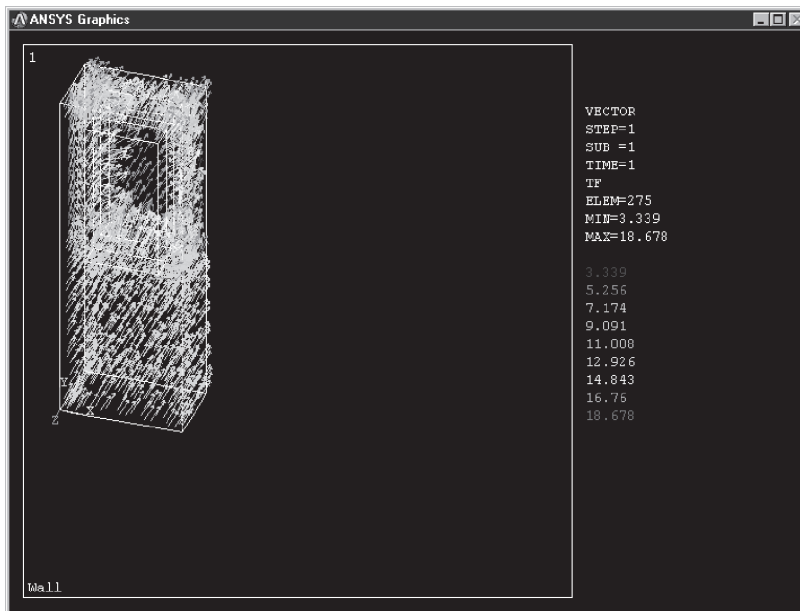 ANSYS Graphics
1
VECTOR
STEP=1
SUB =1
TIME=1
TF
ELEM=275
MIN=3.339
MAX=18.678
3.339
5.256
7.174
9.091
11.008
12.926
14.843
16.76
18.678
Y
X
Z
Wall